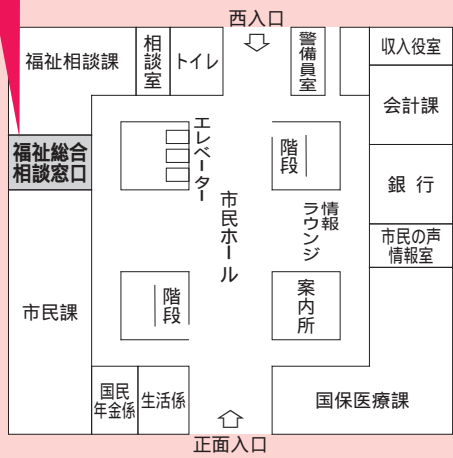 西入口
福祉相談課
相談室
トイレ
警備員室
収入役室
会計課
福祉総合
相談窓口
エレベーター
階段
銀行
市民ホール
情報
ラウンジ
市民の声
情報室
市民課
階段
案内所
国民
年金係
生活係
国保医療課
正面入口